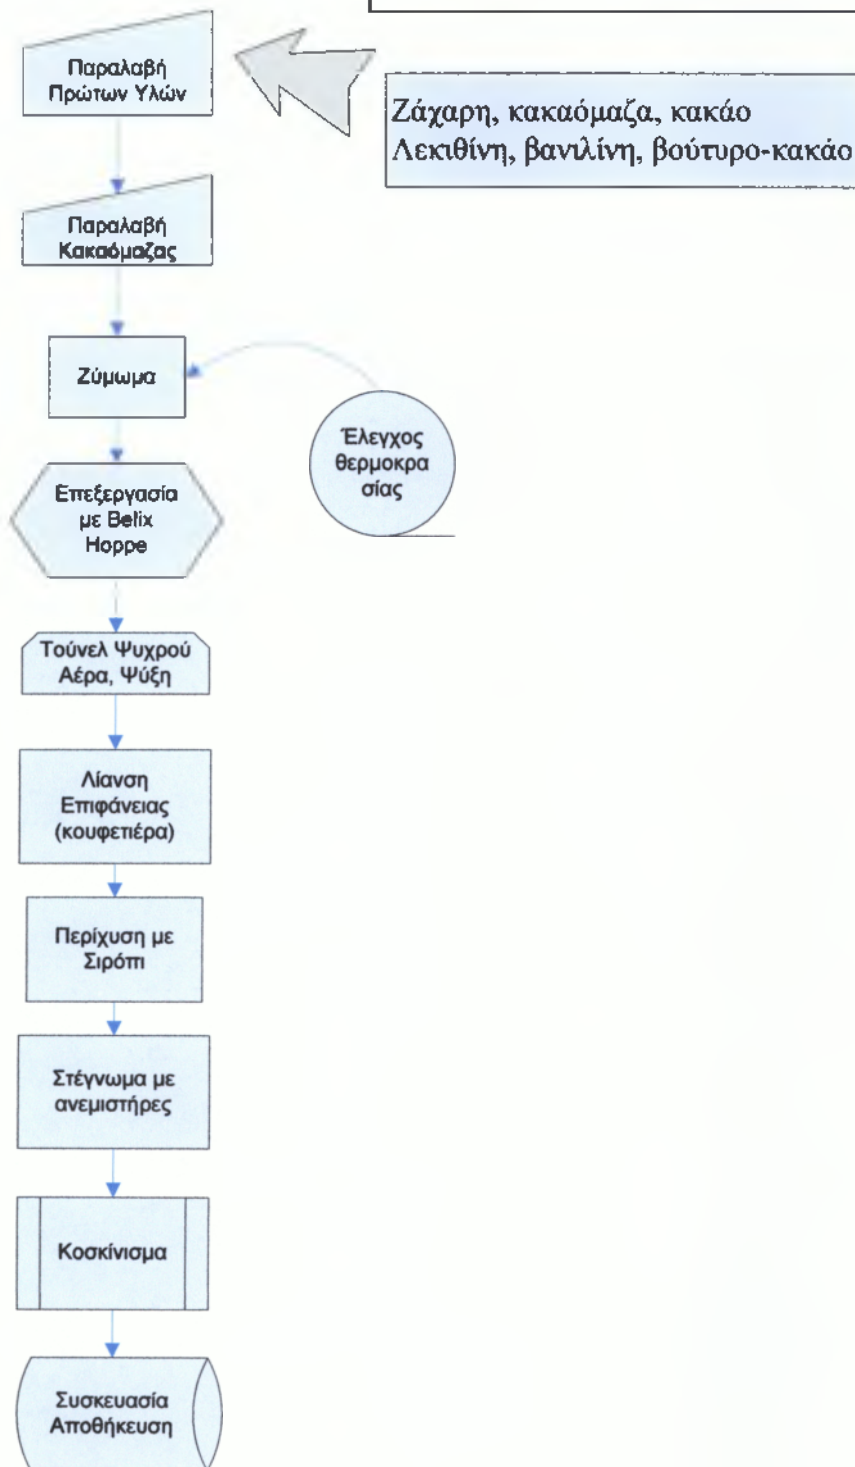 Παραλαβή
Πρώτων Υλών
Ζάχαρη, κακαόμαζα, κακάο
Λεκιθίνη, βανιλίνη, βούτυρο-κακάο
Παραλαβή
Κακαόμαζας
Ζύμωμα
Έλεγχος
θερμοκρα
σίας
Επεξεργασία
με Belix
Hoppe
Τούνελ Ψυχρού
Αέρα, Ψύξη
Λίανση
Επιφάνειας
(κουφετιέρα)
Περίχυση με
Σιρόπι
Στέγνωμα με
ανεμιστήρες
Κοσκίνισμα
Συσκευασία
Αποθήκευση